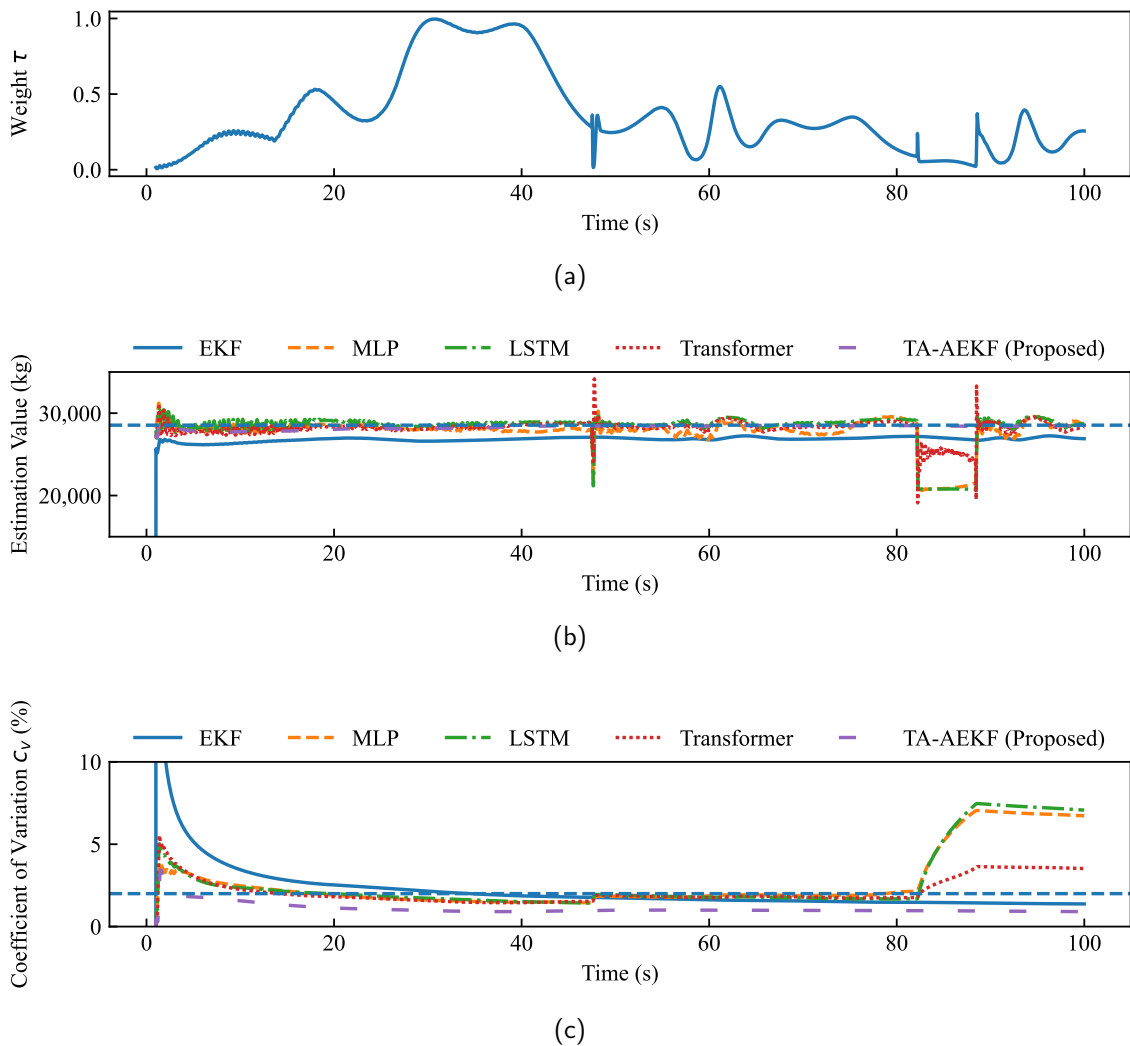 Weight τ
1.0
0.5
0.0
0 20 40 60 80 100
Time (s)
(a)
EKF MLP LSTM Transformer TA-AEKF (Proposed)
Estimation Value (kg)
30,000
20,000
0 20 40 60 80 100
Time (s)
(b)
Coefficient of Variation c_v (%)
EKF MLP LSTM Transformer TA-AEKF (Proposed)
10
5
0
0 20 40 60 80 100
Time (s)
(c)